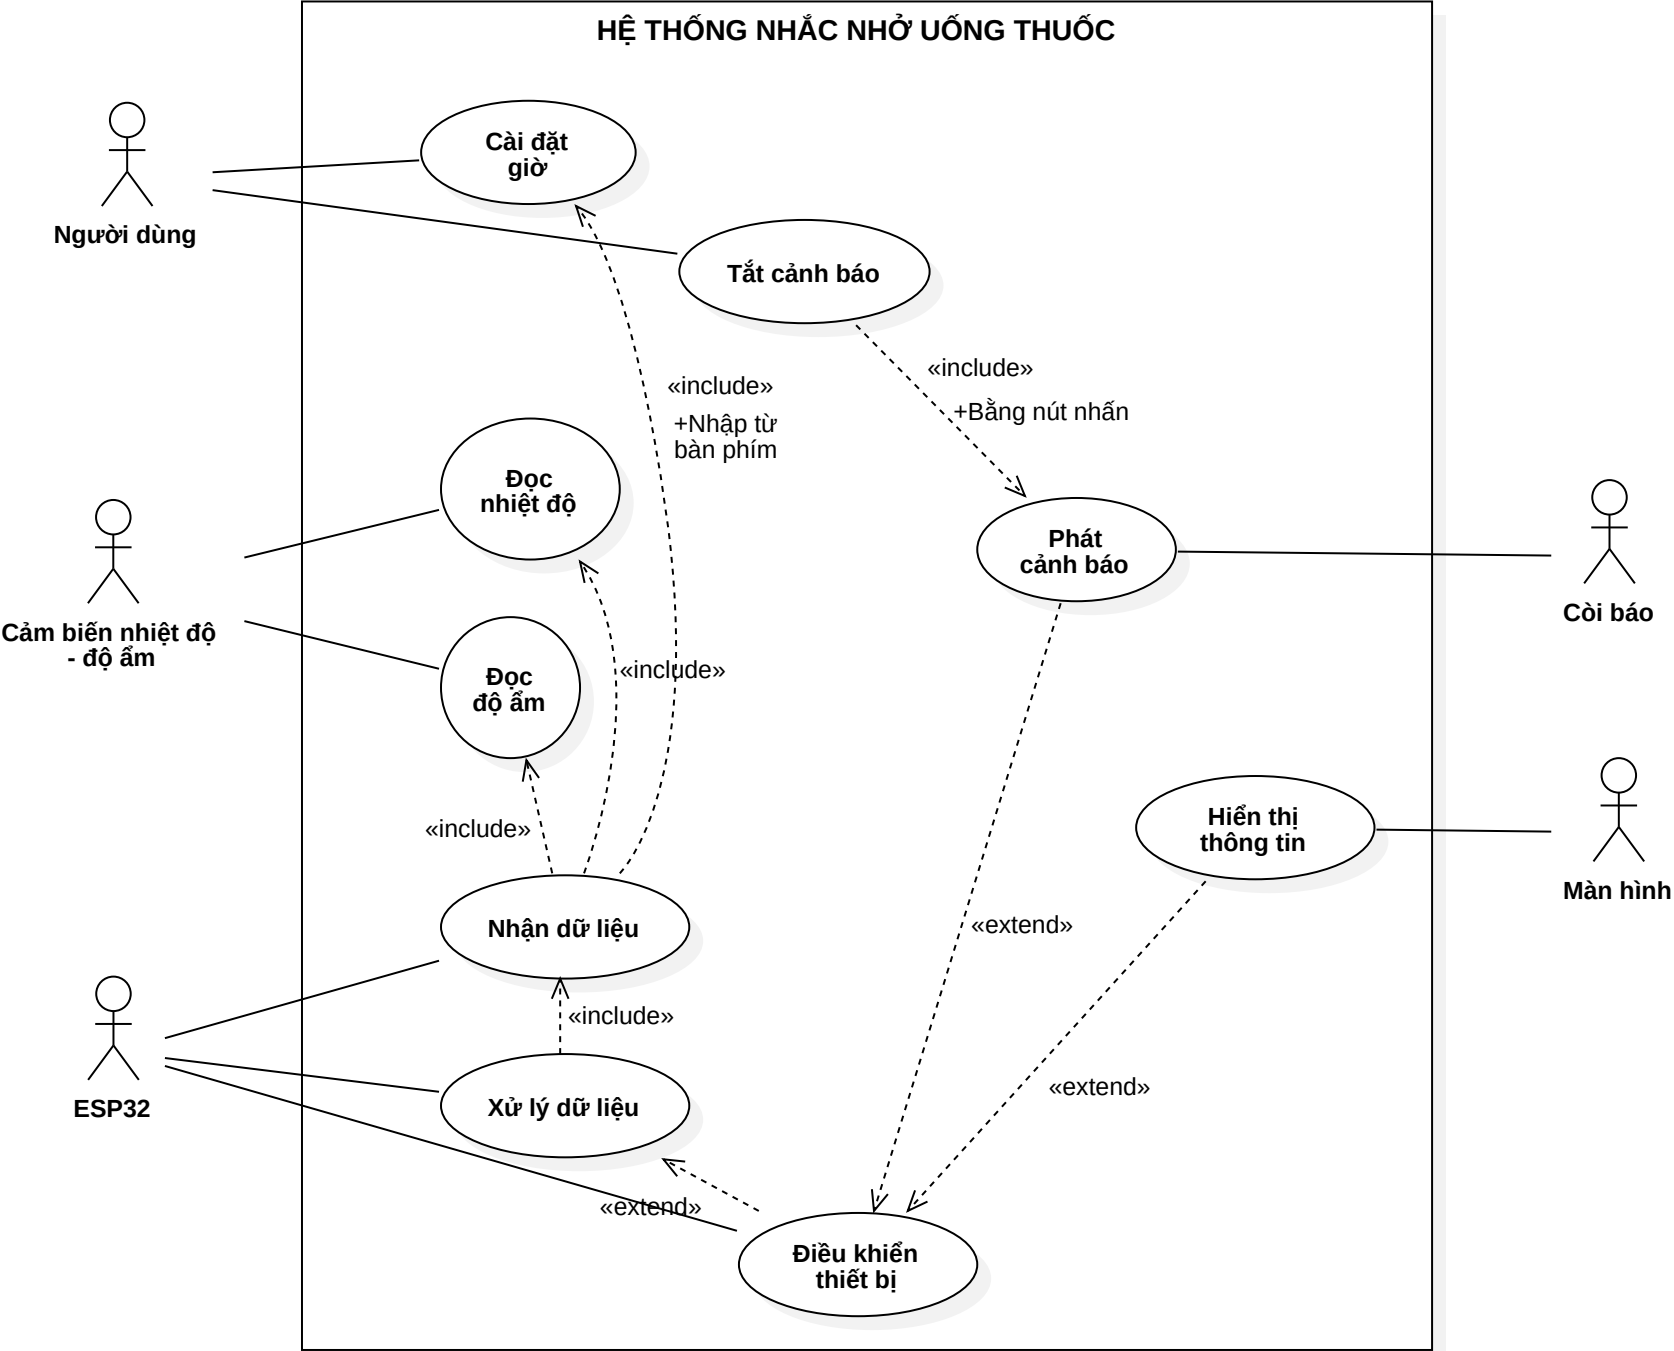 HỆ THỐNG NHẮC NHỞ UỐNG THUỐC
Cài đặt
giờ
Người dùng
Tắt cảnh báo
«include»
+Bằng nút nhấn
«include»
+Nhập từ
bàn phím
Đọc
nhiệt độ
Phát
cảnh báo
Còi báo
Cảm biến nhiệt độ
- độ ẩm
«include»
Đọc
độ ẩm
«include»
Hiển thị
thông tin
Màn hình
Nhận dữ liệu
«extend»
«include»
ESP32
Xử lý dữ liệu
«extend»
«extend»
Điều khiển
thiết bị